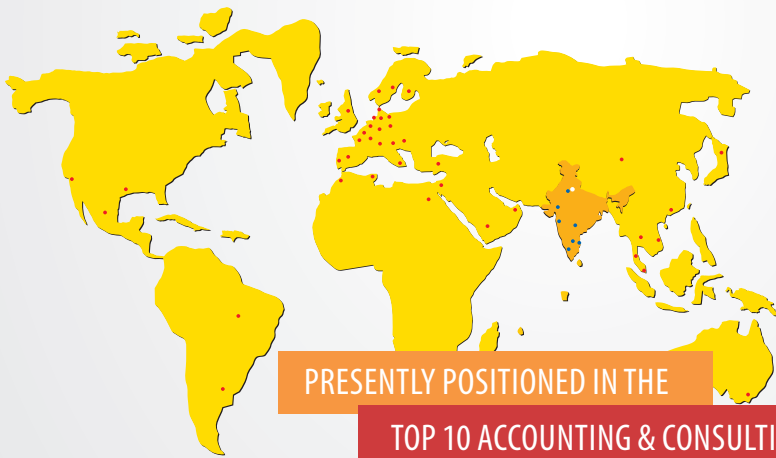 PRESENTLY POSITIONED IN THE
TOP 10 ACCOUNTING & CONSULTI